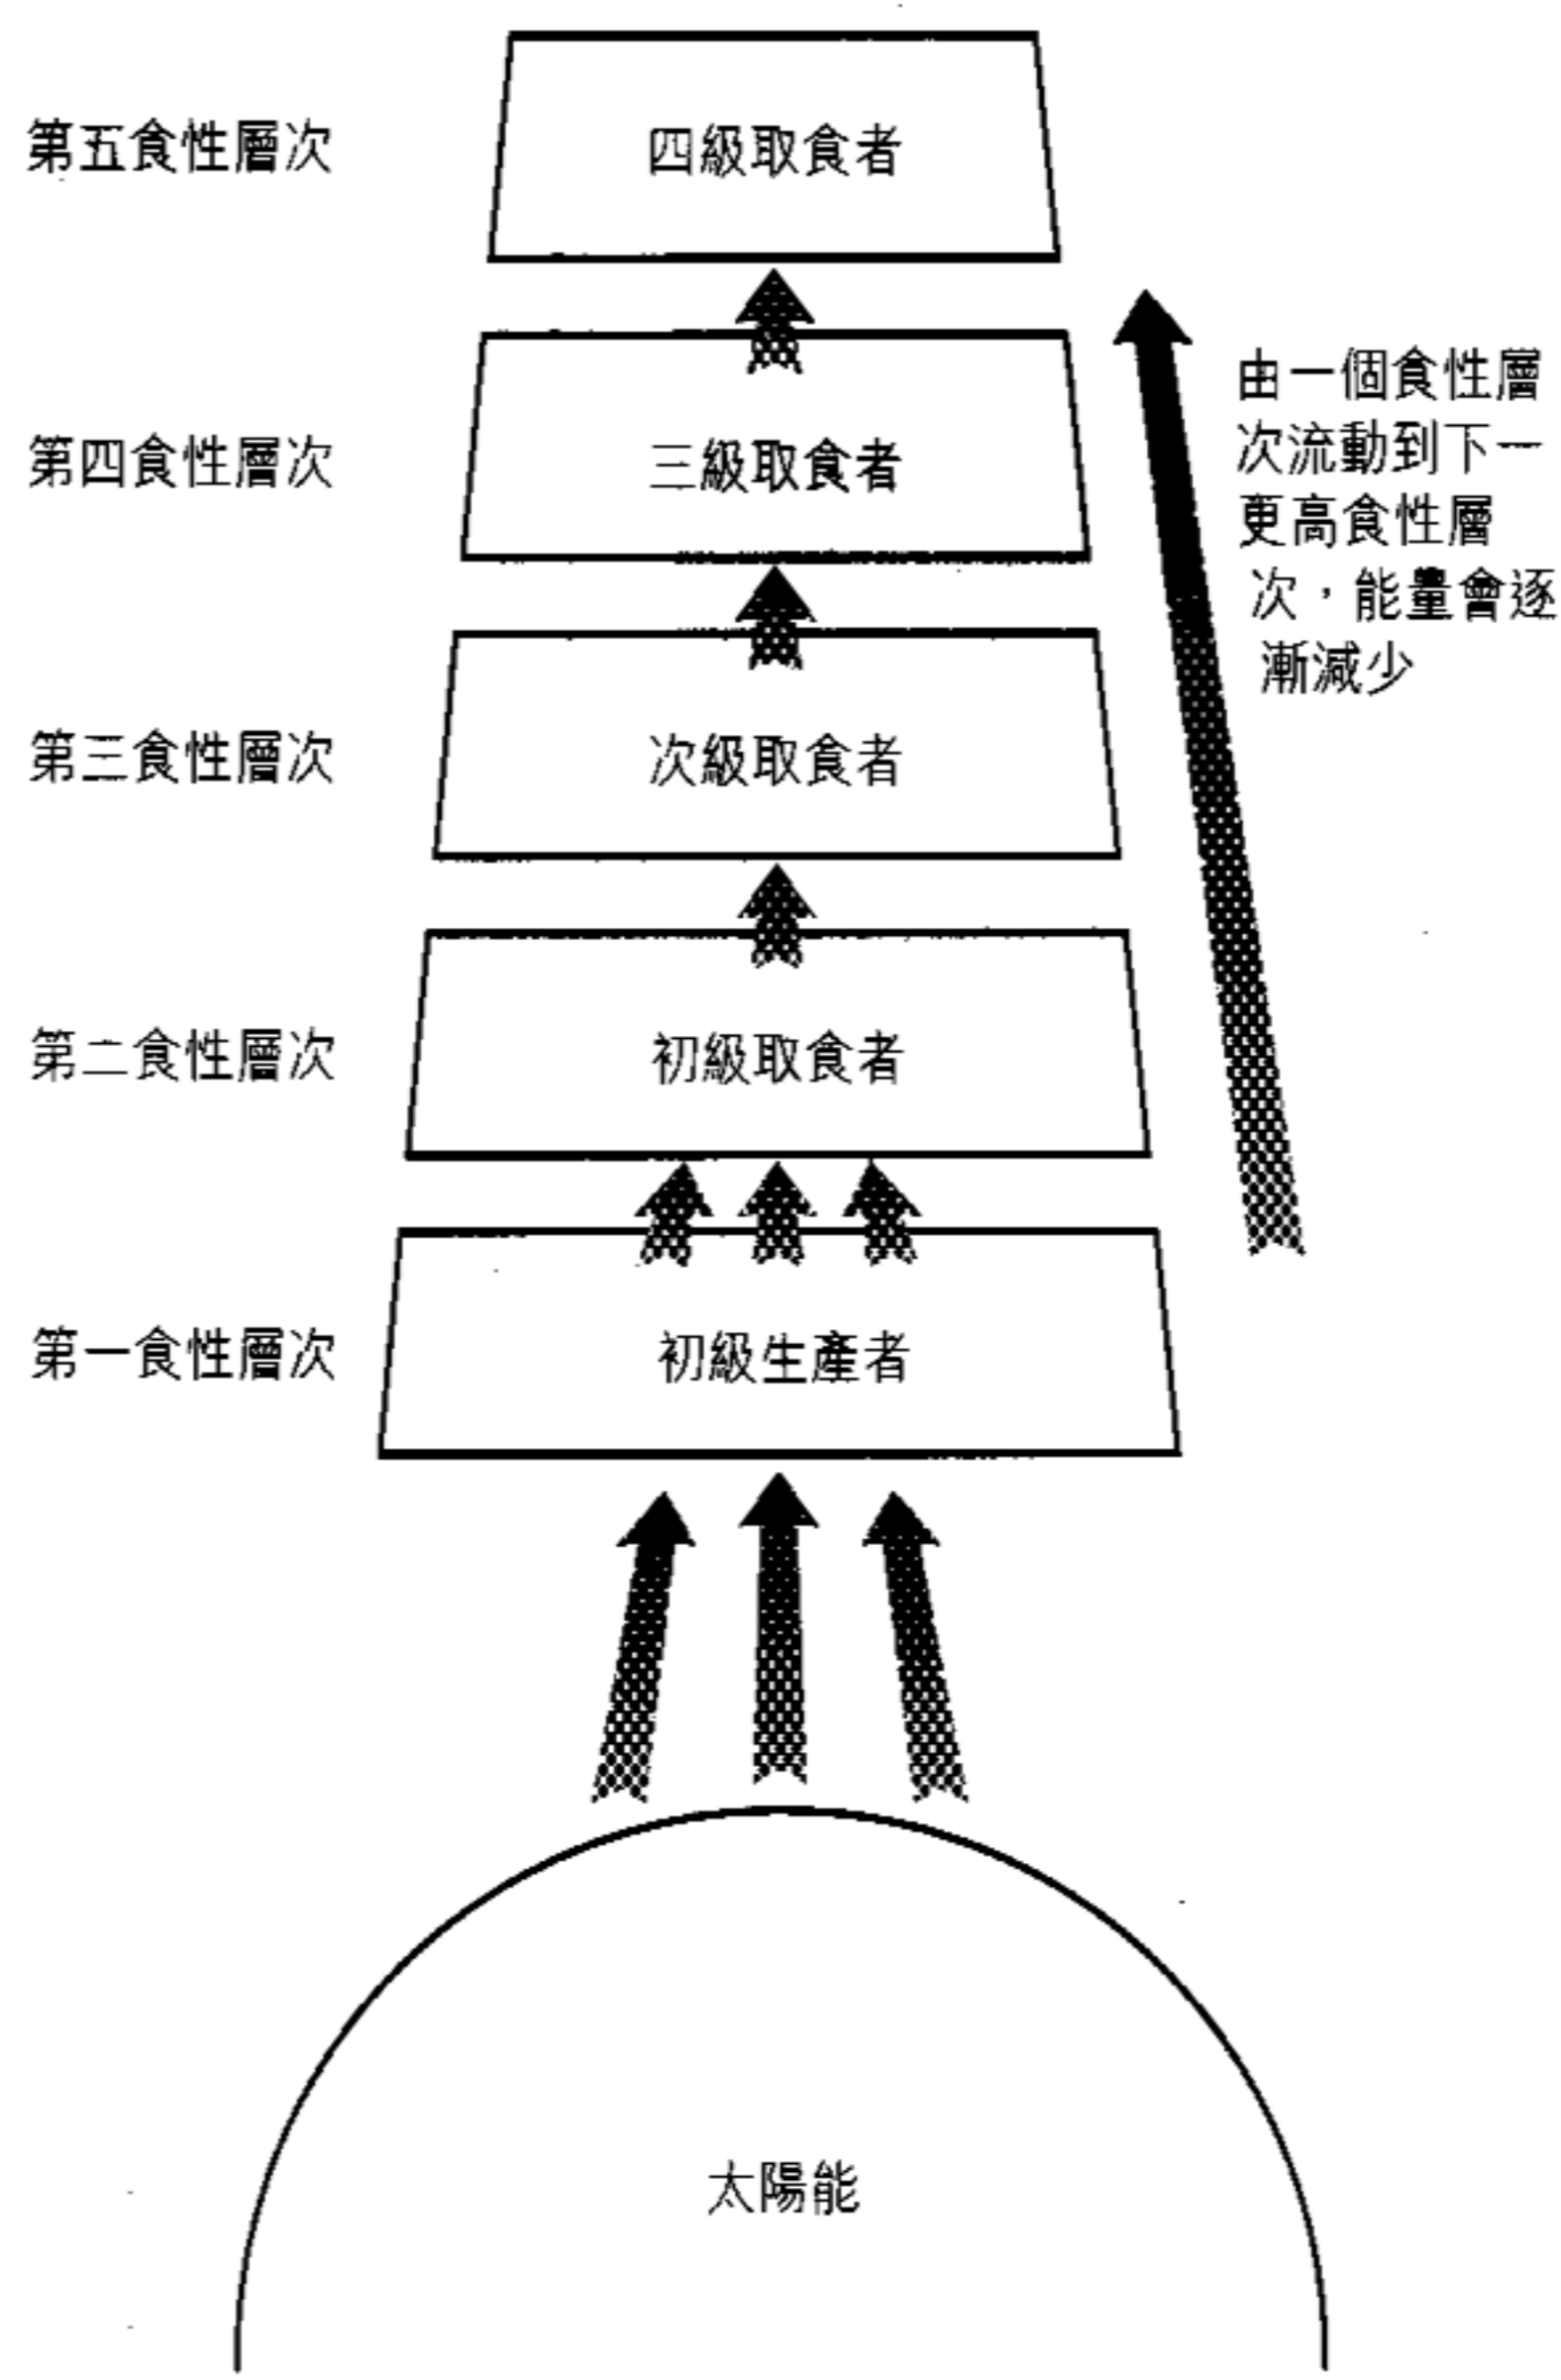 第五食性層次
四級取食者
由一個食性層
次流動到下一
更高食性層
次，能量會逐
漸減少
第四食性層次
三級取食者
第三食性層次
次級取食者
第二食性層次
初級取食者
第一食性層次
初級生產者
太陽能